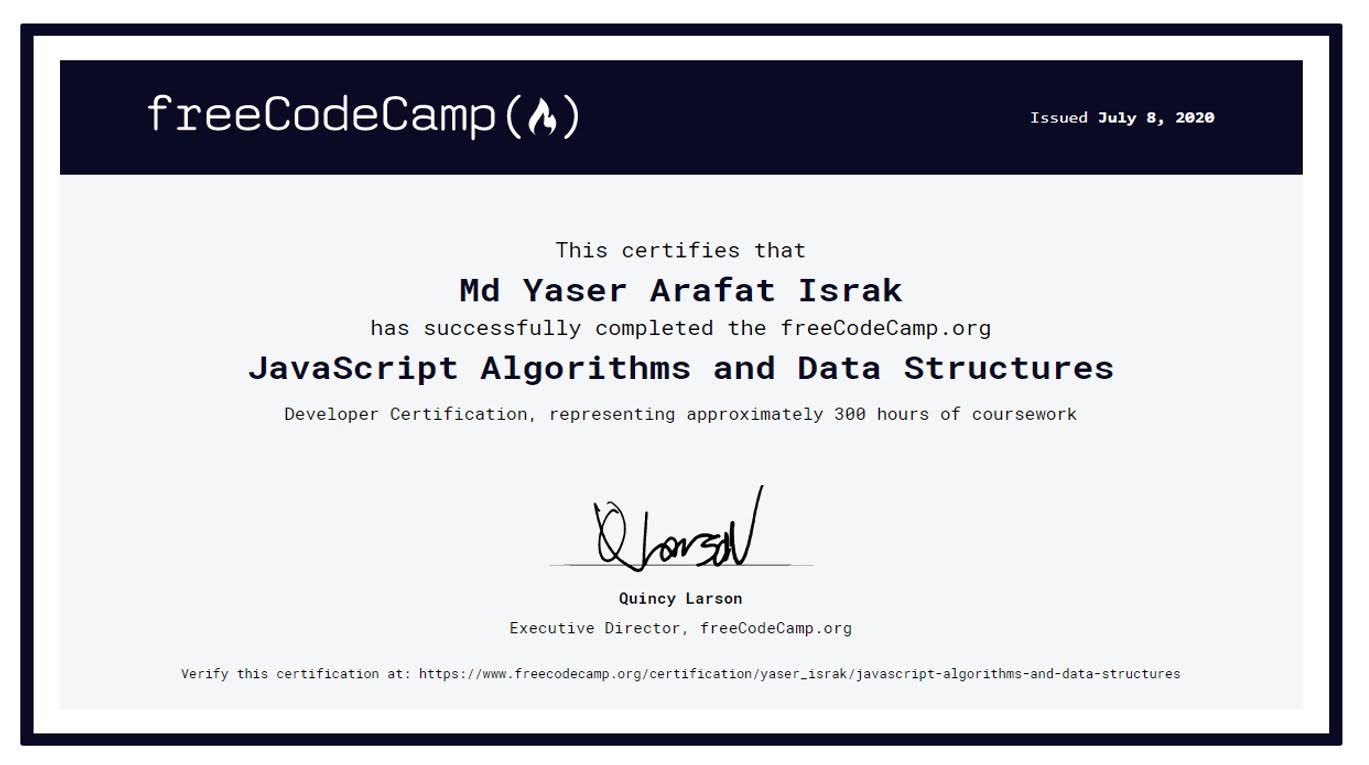 freeCodeCamp
Issued July 8, 2020
This certifies that
Md Yaser Arafat Israk
has successfully completed the freeCodeCamp.org
JavaScript Algorithms and Data Structures
Developer Certification, representing approximately 300 hours of coursework
Q Larson
Quincy Larson
Executive Director, freeCodeCamp.org
Verify this certification at: https://www.freecodecamp.org/certification/yaser_israk/javascript-algorithms-and-data-structures